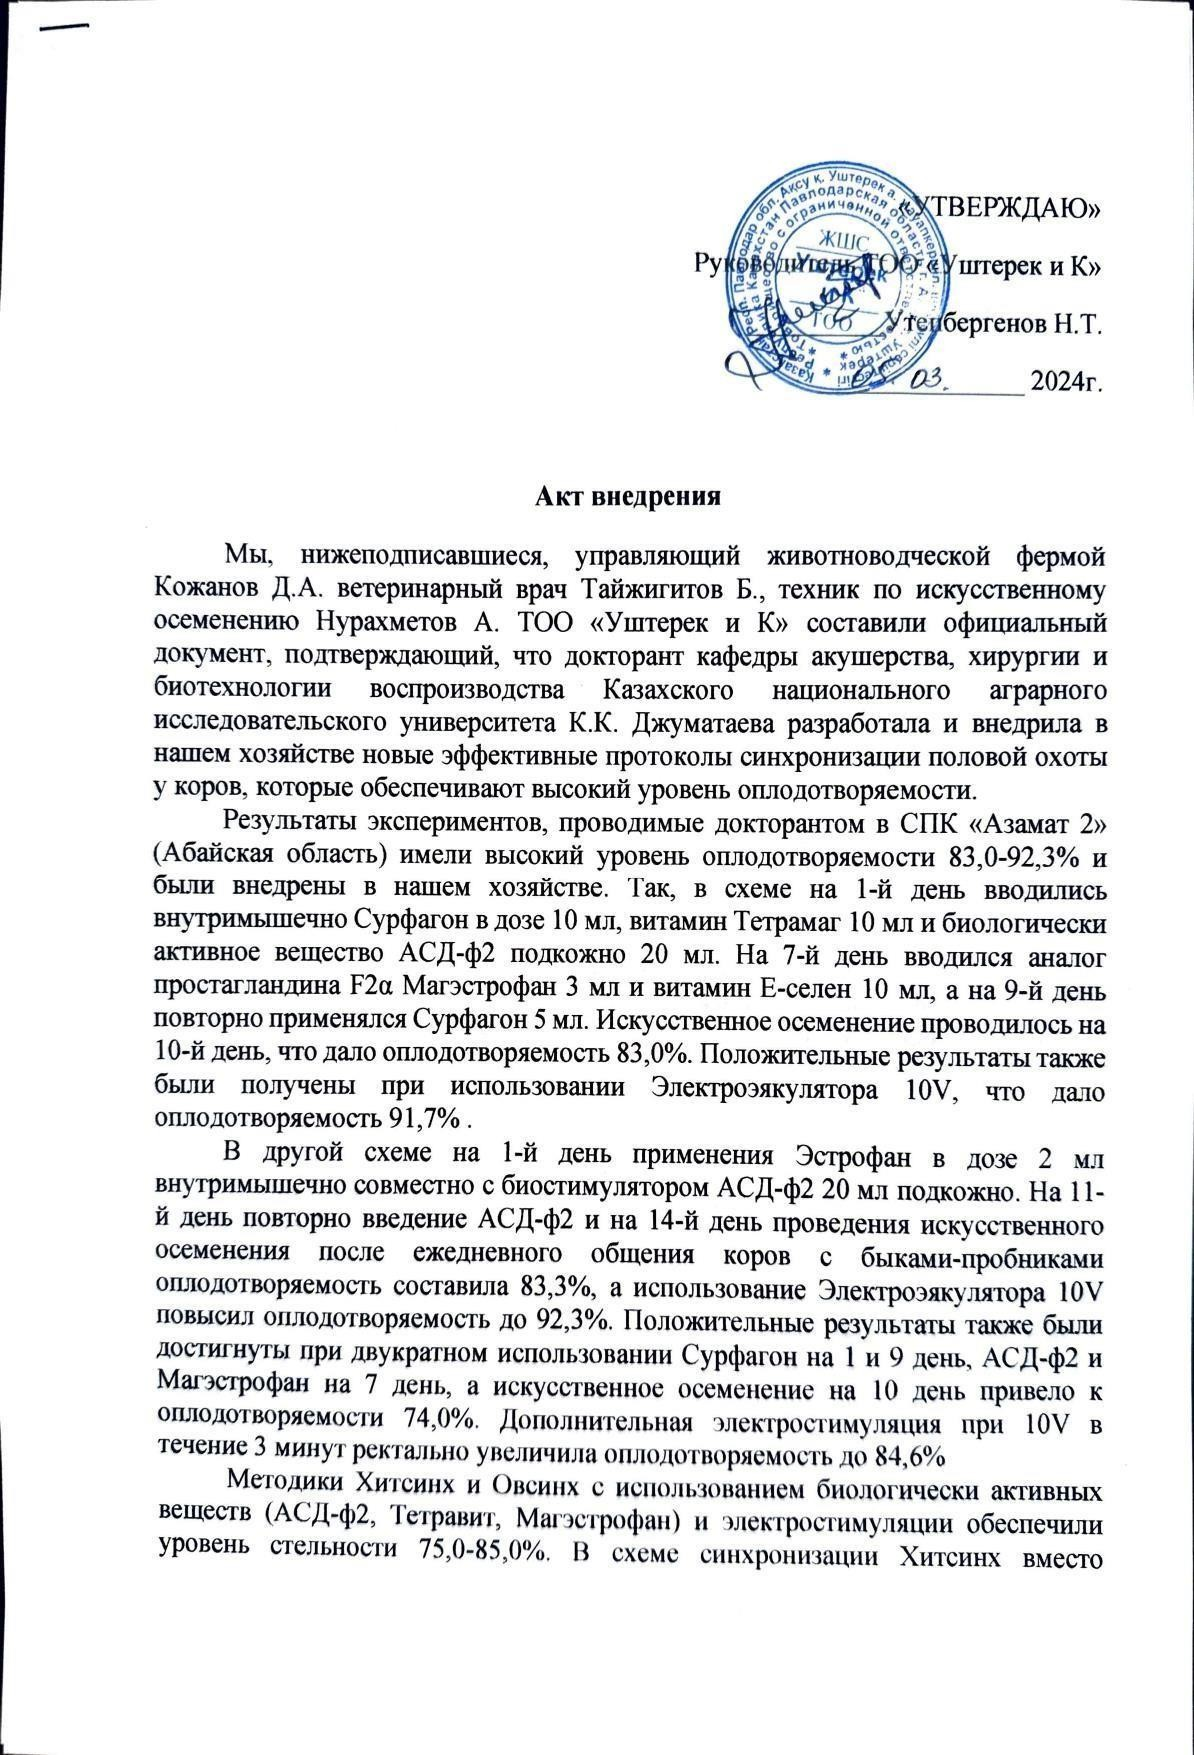 «УТВЕРЖДАЮ»
Руководитель ТОО «Уштерек и К»
Утепбергенов Н.Т.
03. 2024г.
ЖШС
Уштерек
ТОО
Акт внедрения
Мы, нижеподписавшиеся, управляющий животноводческой фермой
Кожанов Д.А. ветеринарный врач Тайжигитов Б., техник по искусственному
осеменению Нурахметов А. ТОО «Уштерек и К» составили официальный
документ, подтверждающий, что докторант кафедры акушерства, хирургии и
биотехнологии воспроизводства Казахского национального аграрного
исследовательского университета К.К. Джуматаева разработала и внедрила в
нашем хозяйстве новые эффективные протоколы синхронизации половой охоты
у коров, которые обеспечивают высокий уровень оплодотворяемости.
Результаты экспериментов, проводимые докторантом в СПК «Азамат 2»
(Абайская область) имели высокий уровень оплодотворяемости 83,0-92,3% и
были внедрены в нашем хозяйстве. Так, в схеме на 1-й день вводились
внутримышечно Сурфагон в дозе 10 мл, витамин Тетрамаг 10 мл и биологически
активное вещество АСД-ф2 подкожно 20 мл. На 7-й день вводился аналог
простагландина F2α Магэстрофан 3 мл и витамин Е-селен 10 мл, а на 9-й день
повторно применялся Сурфагон 5 мл. Искусственное осеменение проводилось на
10-й день, что дало оплодотворяемость 83,0%. Положительные результаты также
были получены при использовании Электроэякулятора 10V, что дало
оплодотворяемость 91,7% .
В другой схеме на 1-й день применения Эстрофан в дозе 2 мл
внутримышечно совместно с биостимулятором АСД-ф2 20 мл подкожно. На 11-
й день повторно введение АСД-ф2 и на 14-й день проведения искусственного
осеменения после ежедневного общения коров с быками-пробниками
оплодотворяемость составила 83,3%, а использование Электроэякулятора 10V
повысил оплодотворяемость до 92,3%. Положительные результаты также были
достигнуты при двукратном использовании Сурфагон на 1 и 9 день, АСД-ф2 и
Магэстрофан на 7 день, а искусственное осеменение на 10 день привело к
оплодотворяемости 74,0%. Дополнительная электростимуляция при 10V в
течение 3 минут ректально увеличила оплодотворяемость до 84,6%
Методики Хитсинх и Овсинх с использованием биологически активных
веществ (АСД-ф2, Тетравит, Магэстрофан) и электростимуляции обеспечили
уровень стельности 75,0-85,0%. В схеме синхронизации Хитсинх вместо